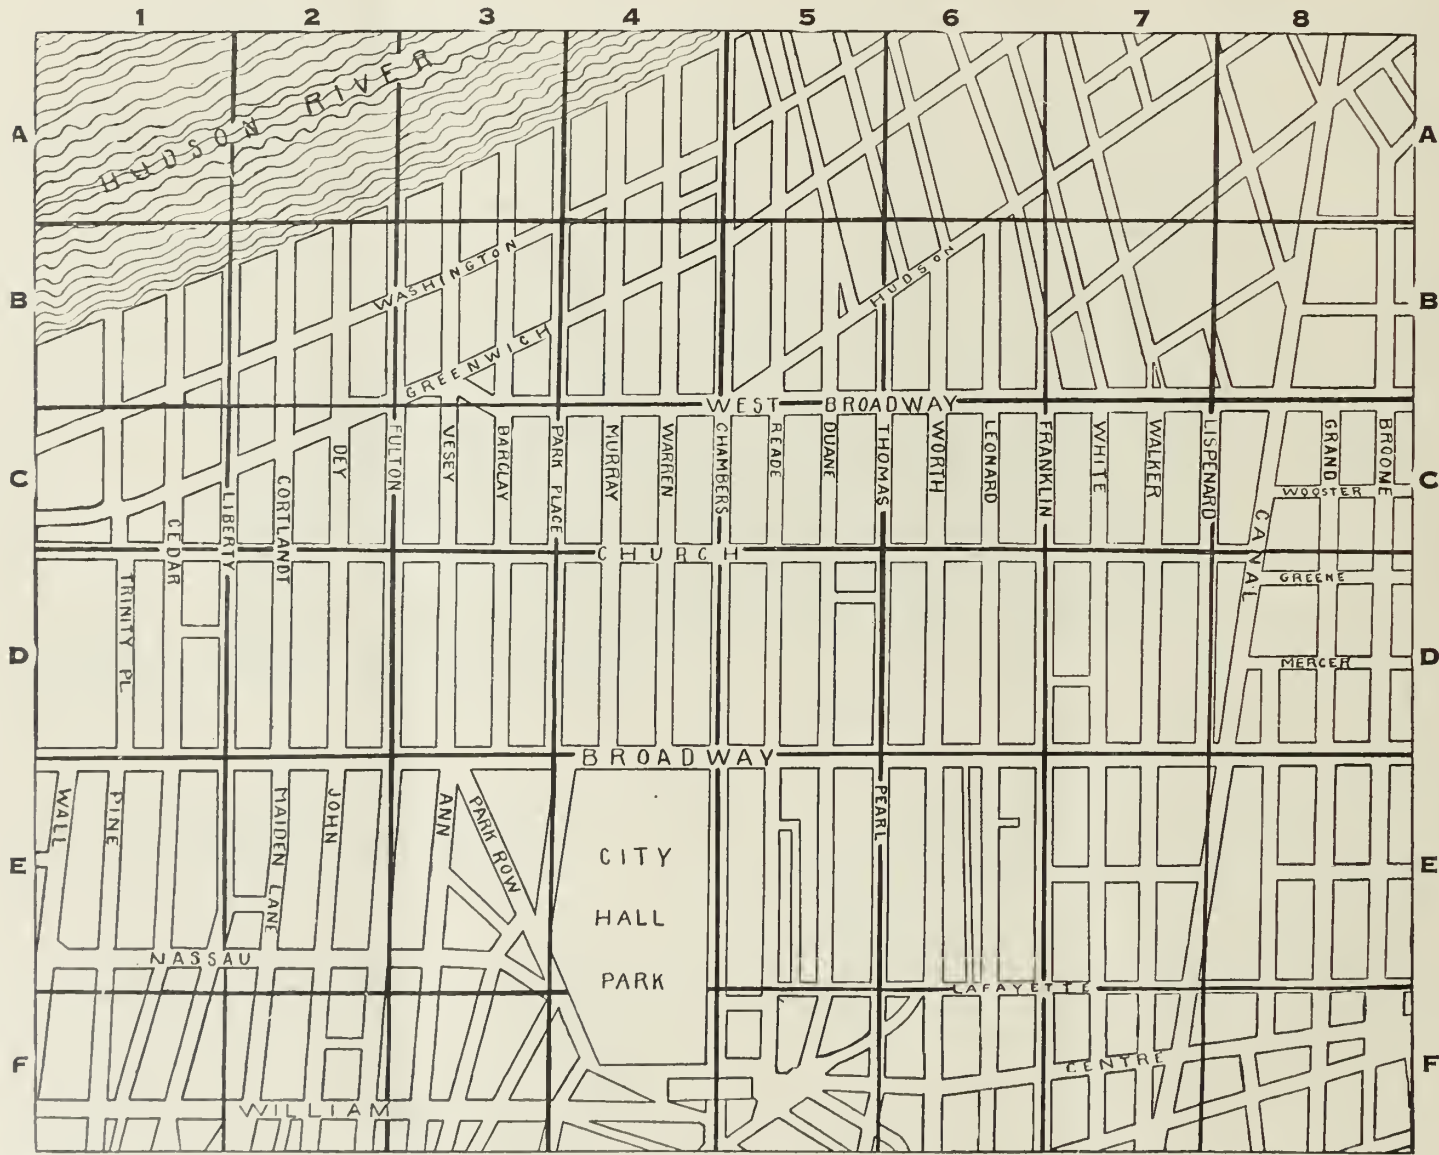 1 2 3 4 5 6 7 8
A A
HUDSON RIVER
B B
WASHINGTON
HUDSON
GREENWICH
WEST BROADWAY
DEY
FULTON
VESEY
BARCLAY
PARK PLACE
MURRAY
WARREN
CHAMBERS
READE
DUANE
THOMAS
WORTH
LEONARD
FRANKLIN
WHITE
WALKER
LISPENARD
GRAND
BROOME
C C
WOOSTER
CEDAR
LIBERTY
CORTLANDT
CANAL
CHURCH
TRINITY PL
GREENE
D D
MERCER
BROADWAY
WALL
PINE
MAIDEN LANE
JOHN
ANN
PARK ROW
PEARL
E E
CITY
HALL
PARK
NASSAU
LAFAYETTE
F F
CENTRE
WILLIAM